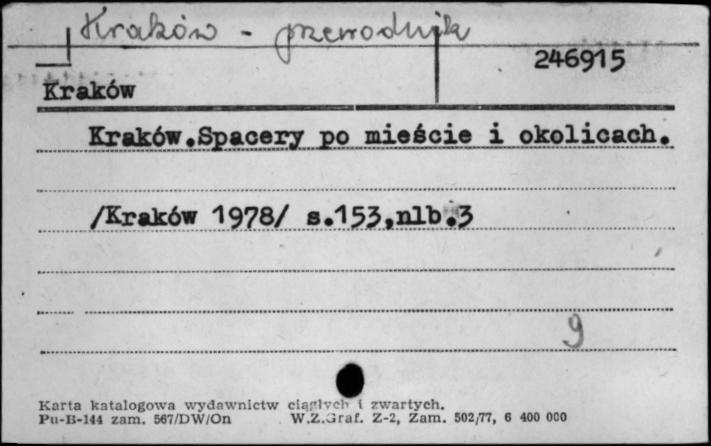 Kraków - przewodnik
246915
Kraków
Kraków.Spacery po mieście i okolicach.
/Kraków 1978/ s.153,nlb.3
9
Karta katalogowa wydawnictw ciągłych i zwartych.
Pu-B-144 zam. 567/DW/On W.Z.Graf. Z-2, Zam. 502/77, 6 400 000